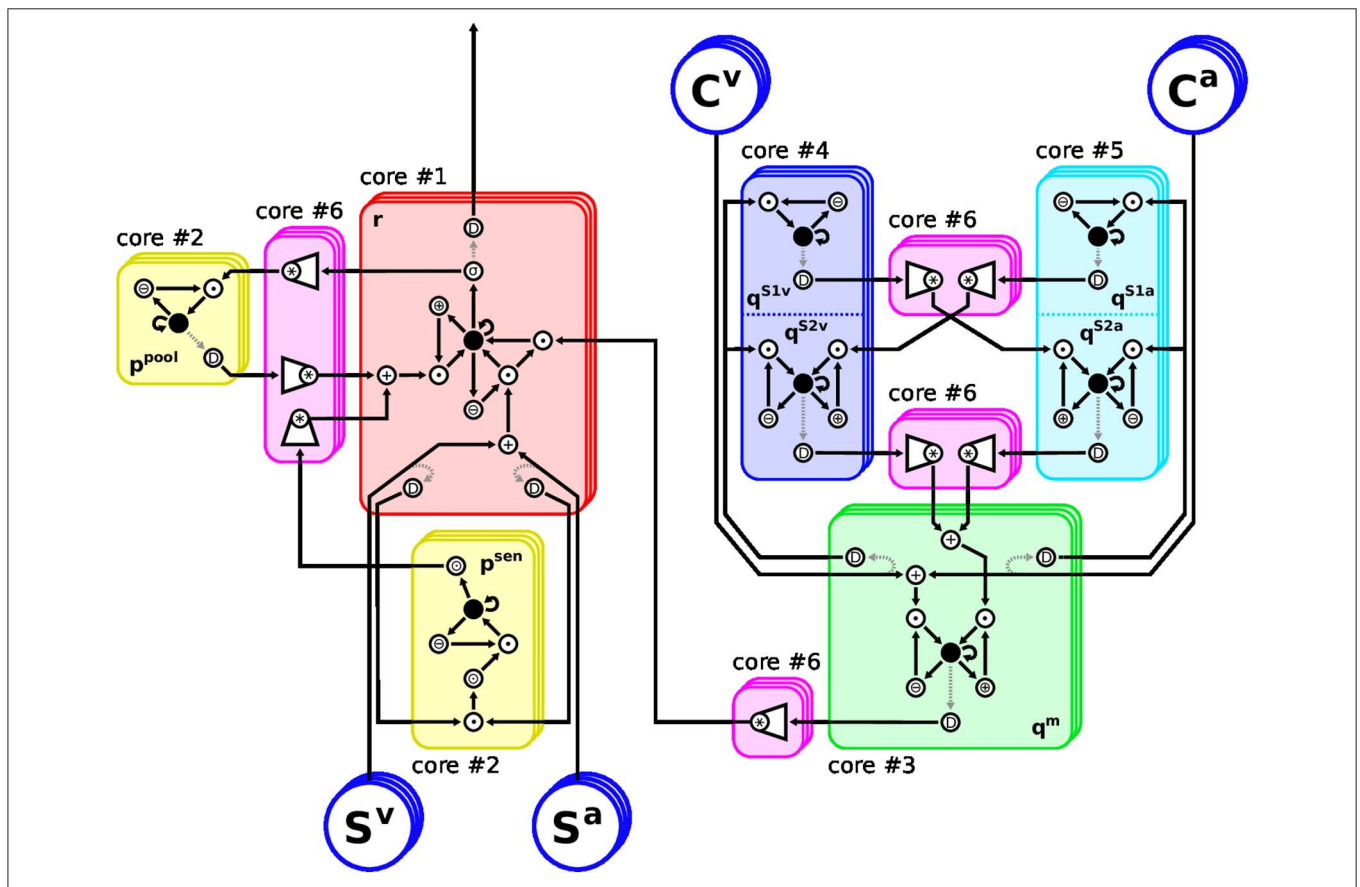 C^v
C^a
core #4
core #5
core #1
core #6
core #6
core #2
r
D
σ
q^S1v
q^S1a
q^S2v
q^S2a
p^pool
D
D
D
core #6
D
D
D
D
p^sen
D
D
core #6
D
q^m
core #2
core #3
S^v
S^a